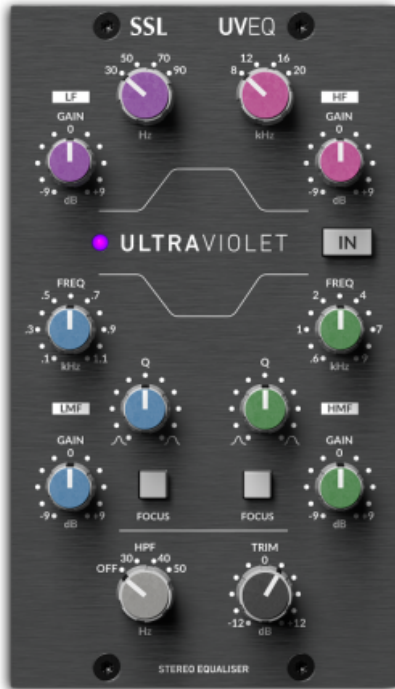 SSL UVEQ
50 70
30 90
Hz
12 16
8 20
kHz
LF HF
GAIN GAIN
0 0
-9 +9 -9 +9
dB dB
ULTRAVIOLET IN
FREQ FREQ
.5 .7 2 4
.3 .9 1 7
.1 1.1 .6 9
kHz kHz
Q Q
LMF HMF
GAIN GAIN
0 0
-9 +9 -9 +9
dB dB
FOCUS FOCUS
HPF TRIM
30 40 0
OFF 50
-12 +12
Hz dB
STEREO EQUALISER